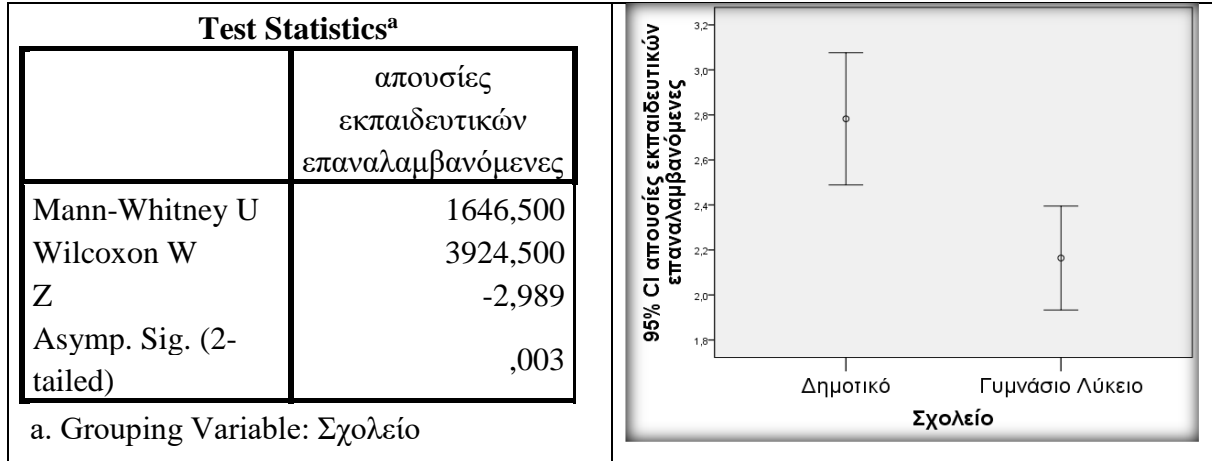 Test Statisticsa
απουσίες
εκπαιδευτικών
επαναλαμβανόμενες
Mann-Whitney U 1646,500
Wilcoxon W 3924,500
Z -2,989
Asymp. Sig. (2-
tailed) ,003
a. Grouping Variable: Σχολείο
95% CI απουσίες εκπαιδευτικών
επαναλαμβανόμενες
3,2
3,0
2,8
2,6
2,4
2,2
2,0
1,8
Δημοτικό Γυμνάσιο Λύκειο
Σχολείο